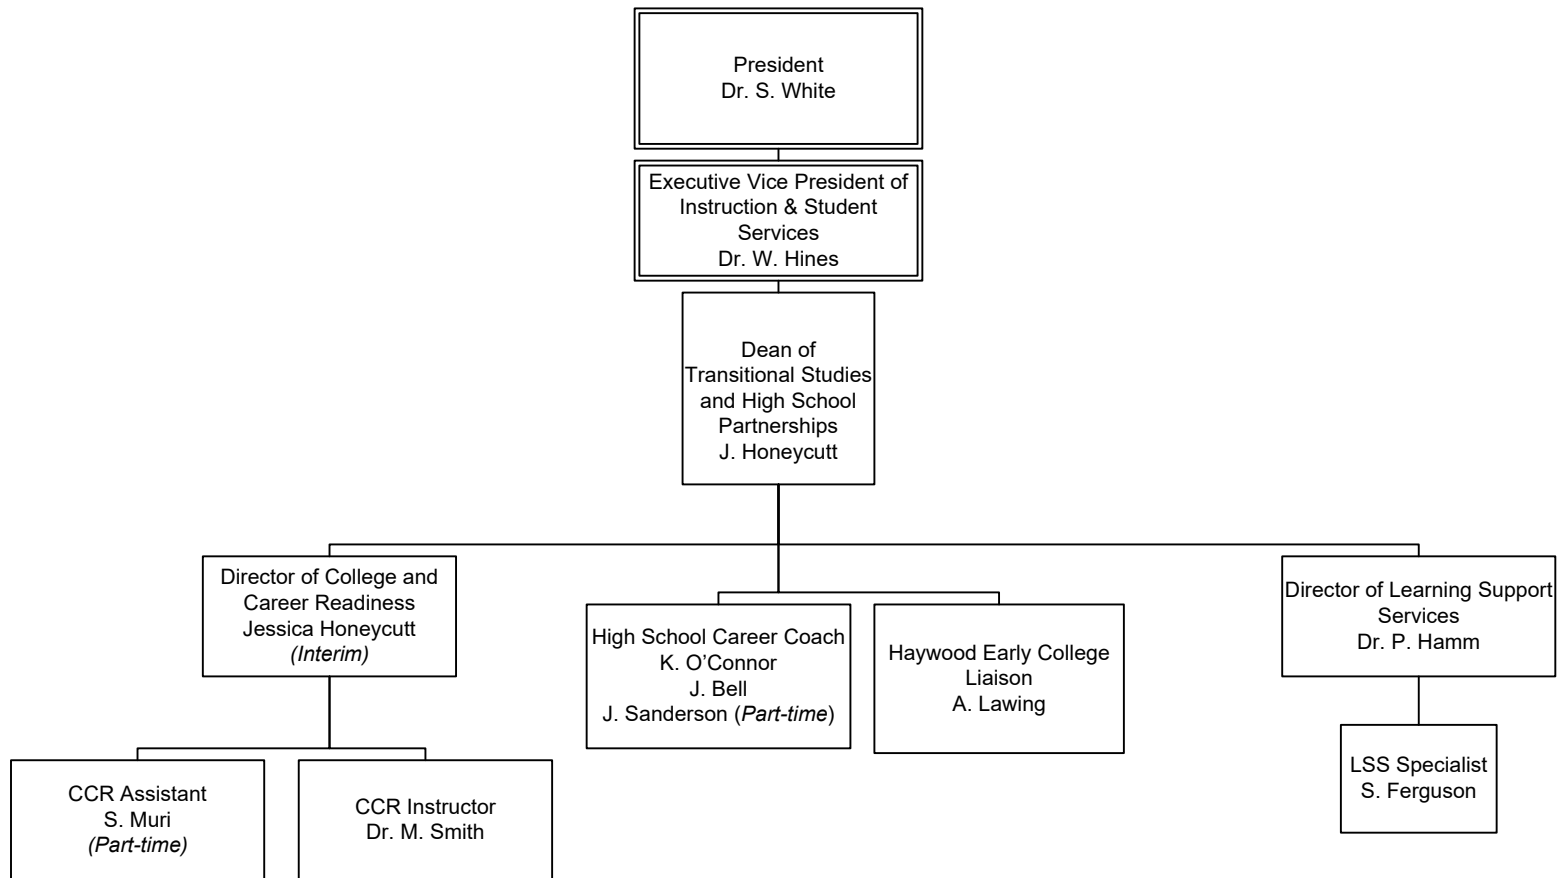 President
Dr. S. White
Executive Vice President of
Instruction & Student
Services
Dr. W. Hines
Dean of
Transitional Studies
and High School
Partnerships
J. Honeycutt
Director of College and
Career Readiness
Jessica Honeycutt
(Interim)
High School Career Coach
K. O’Connor
J. Bell
J. Sanderson (Part-time)
Haywood Early College
Liaison
A. Lawing
Director of Learning Support
Services
Dr. P. Hamm
CCR Assistant
S. Muri
(Part-time)
CCR Instructor
Dr. M. Smith
LSS Specialist
S. Ferguson